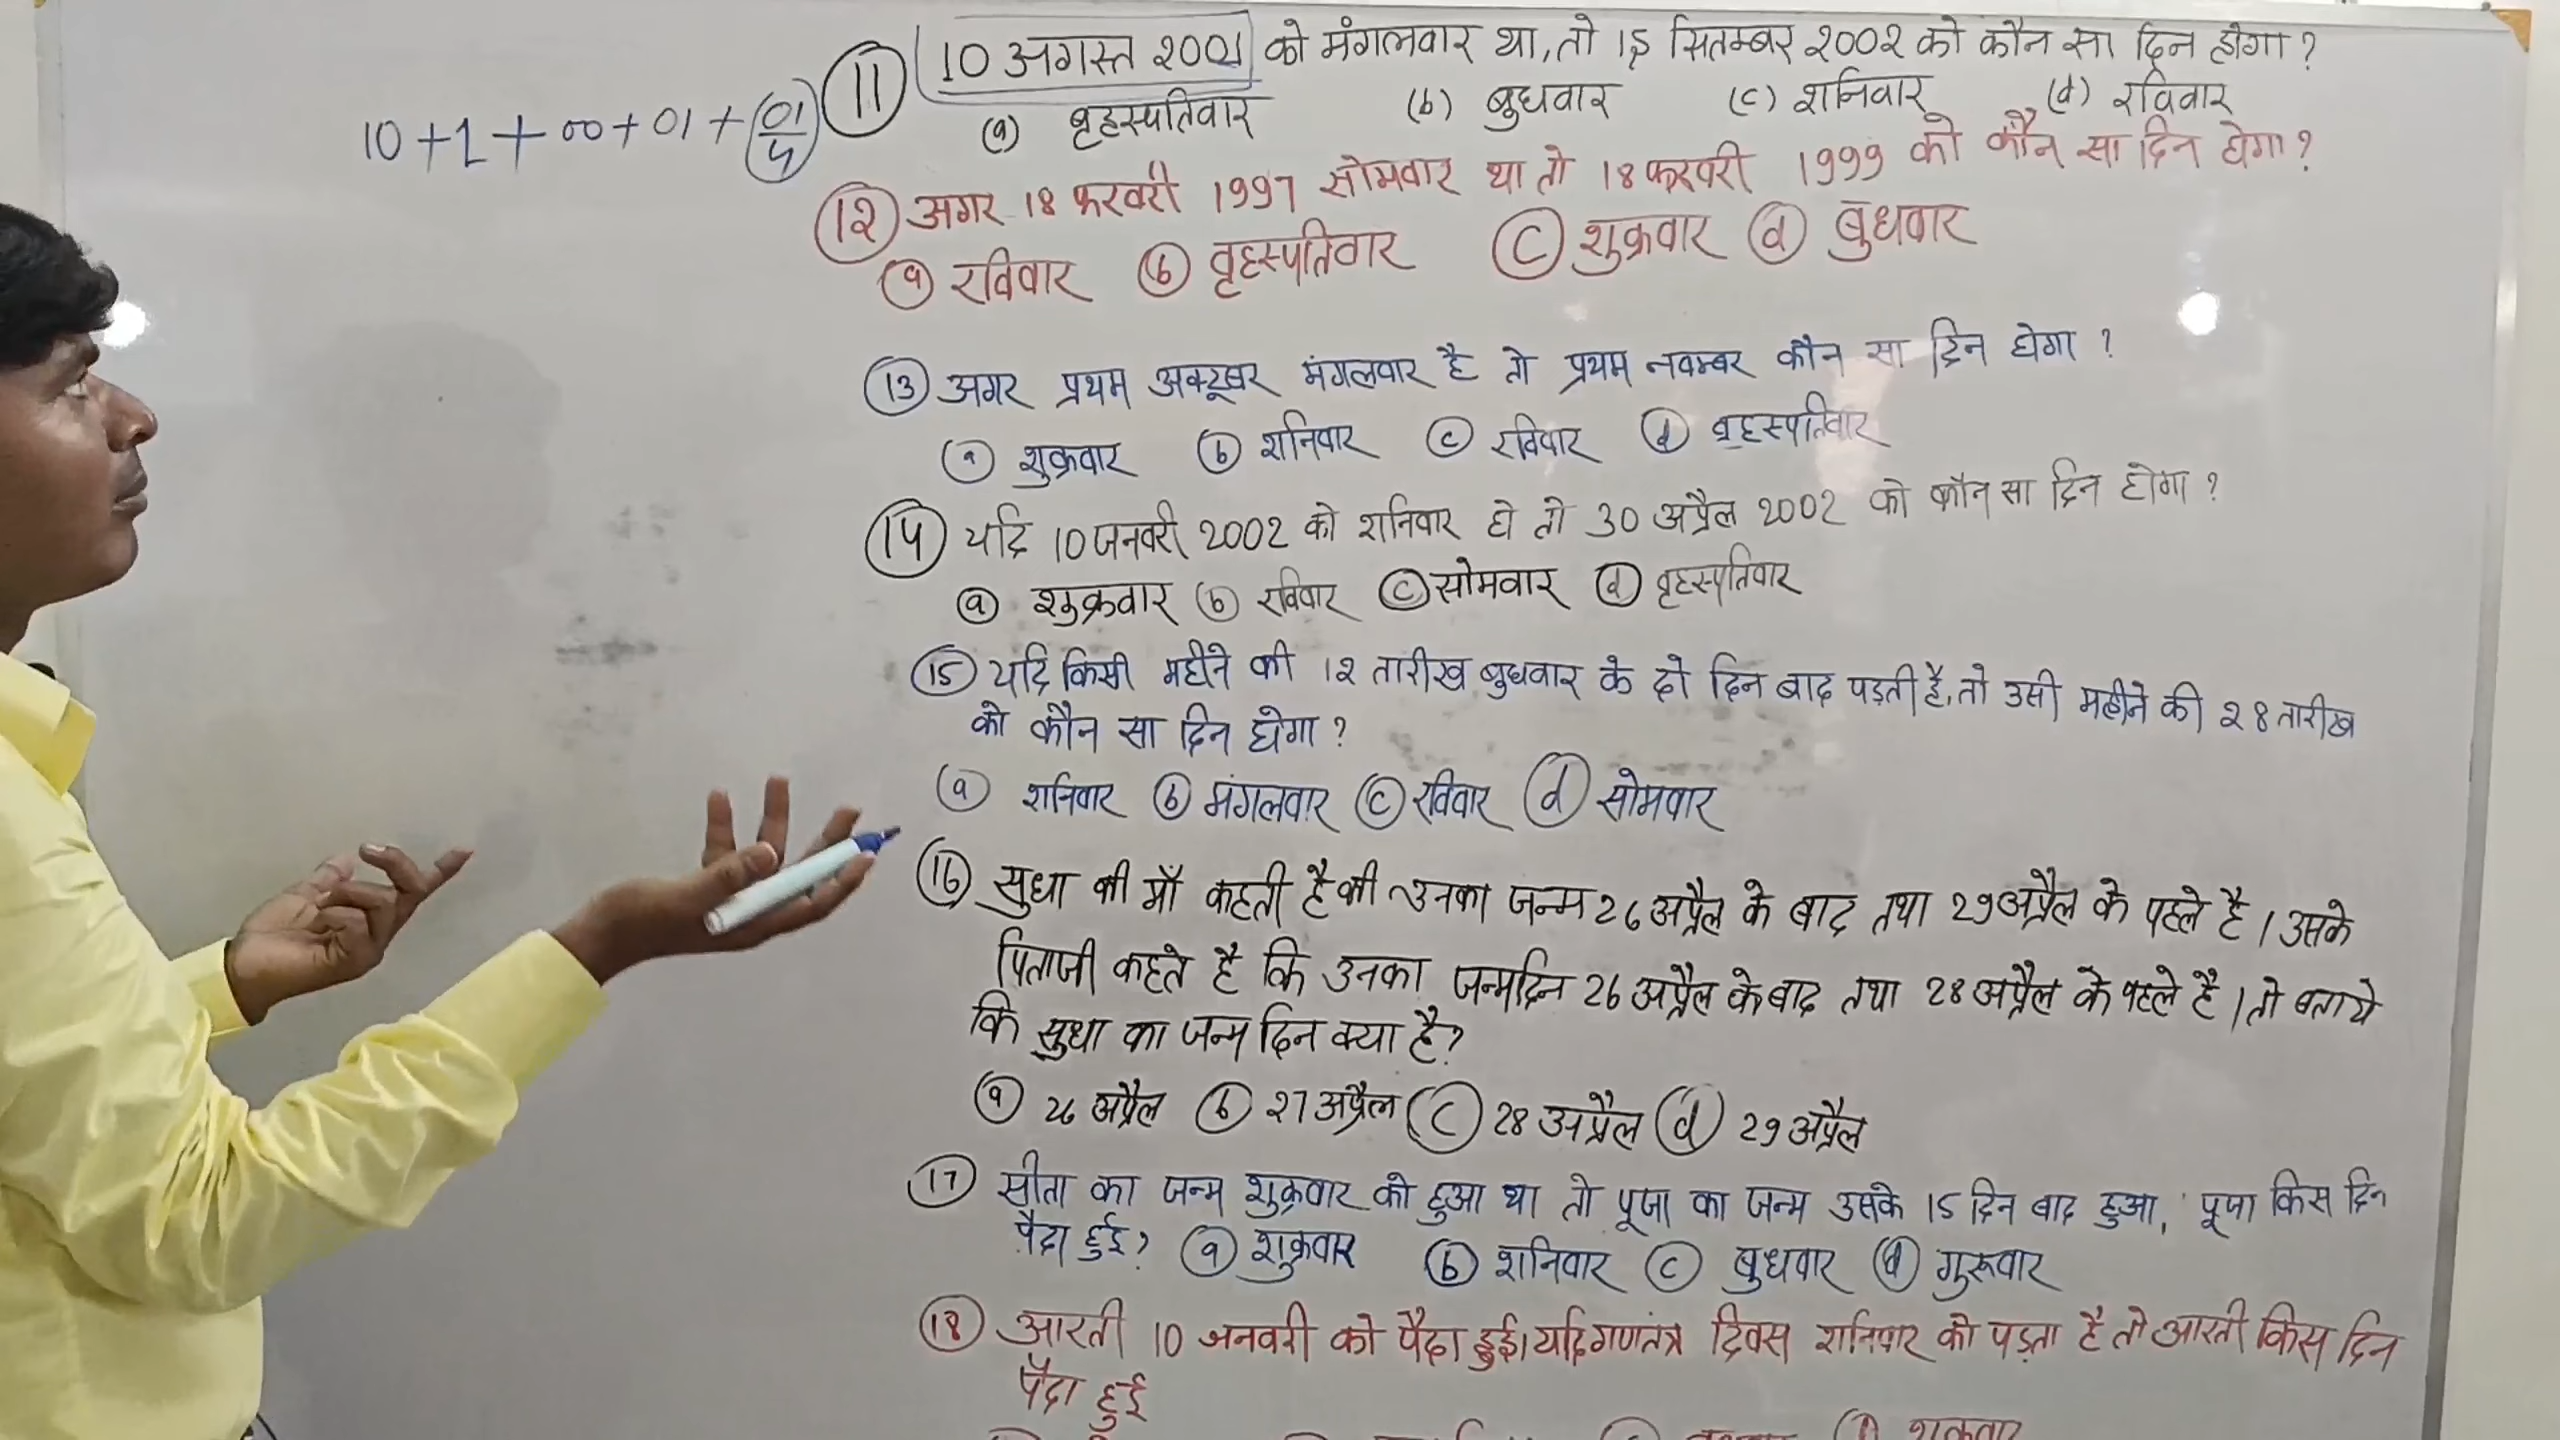 10+1+00+01+(01/4)
(11) 10 अगस्त 2001 को मंगलवार था, तो 15 सितम्बर 2002 को कौन सा दिन होगा?
(a) बृहस्पतिवार (b) बुधवार (c) शनिवार (d) रविवार
(12) अगर 18 फरवरी 1997 सोमवार था तो 18 फरवरी 1999 को कौन सा दिन होगा?
(a) रविवार (b) वृहस्पतिवार (C) शुक्रवार (d) बुधवार
(13) अगर प्रथम अक्टूबर मंगलवार है तो प्रथम नवम्बर कौन सा दिन होगा?
(a) शुक्रवार (b) शनिवार (c) रविवार (d) बृहस्पतिवार
(14) यदि 10 जनवरी 2002 को शनिवार हो तो 30 अप्रैल 2002 को कौन सा दिन होगा?
(a) शुक्रवार (b) रविवार (c) सोमवार (d) वृहस्पतिवार
(15) यदि किसी महीने की 12 तारीख बुधवार के दो दिन बाद पड़ती है, तो उसी महीने की 28 तारीख
को कौन सा दिन होगा?
(a) शनिवार (b) मंगलवार (c) रविवार (d) सोमवार
(16) सुधा की माँ कहती है की उनका जन्म 26 अप्रैल के बाद तथा 29 अप्रैल के पहले है। उसके
पिताजी कहते है कि उनका जन्मदिन 26 अप्रैल के बाद तथा 28 अप्रैल के पहले है। तो बताये
कि सुधा का जन्म दिन क्या है?
(a) 26 अप्रैल (b) 27 अप्रैल (C) 28 अप्रैल (d) 29 अप्रैल
(17) सीता का जन्म शुक्रवार को हुआ था तो पूजा का जन्म उसके 15 दिन बाद हुआ, पूजा किस दिन
पैदा हुई? (a) शुक्रवार (b) शनिवार (c) बुधवार (d) गुरूवार
(18) आरती 10 जनवरी को पैदा हुई। यदि गणतंत्र दिवस शनिवार को पड़ता है तो आरती किस दिन
पैदा हुई
शुक्रवार